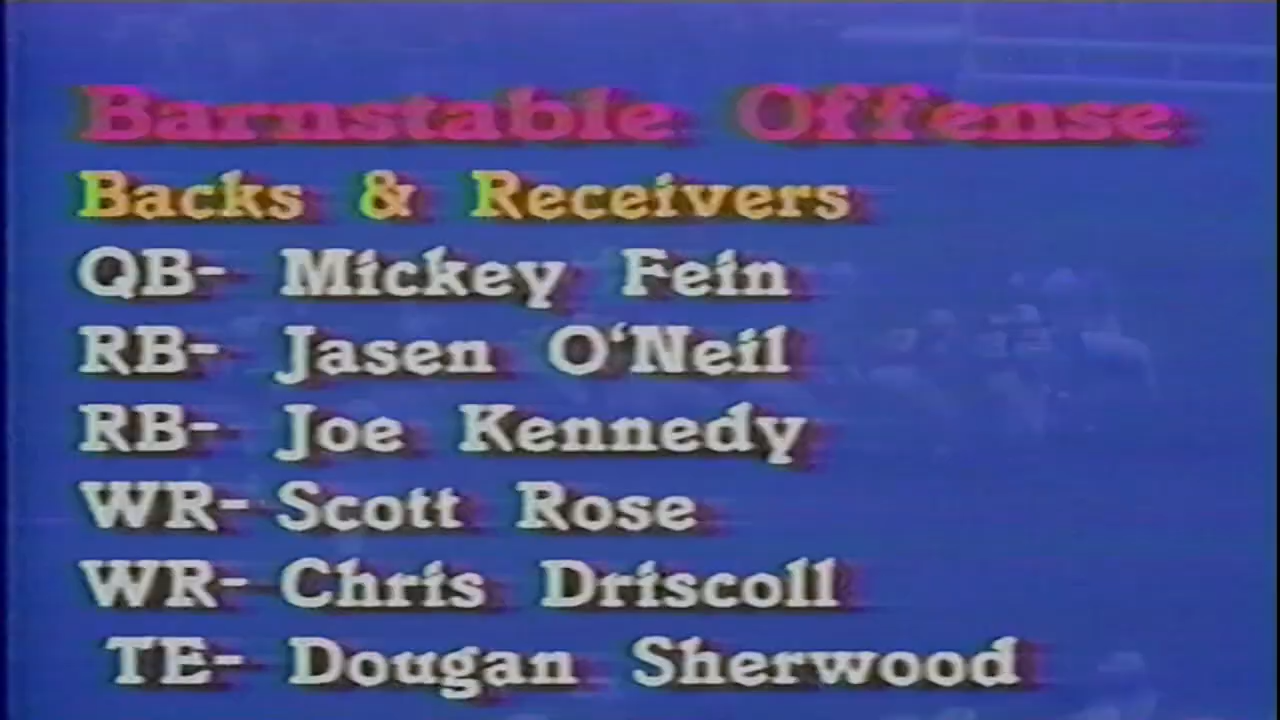 Barnstable Offense
Backs & Receivers
QB- Mickey Fein
RB- Jasen O‘Neil
RB- Joe Kennedy
WR- Scott Rose
WR- Chris Driscoll
TE- Dougan Sherwood